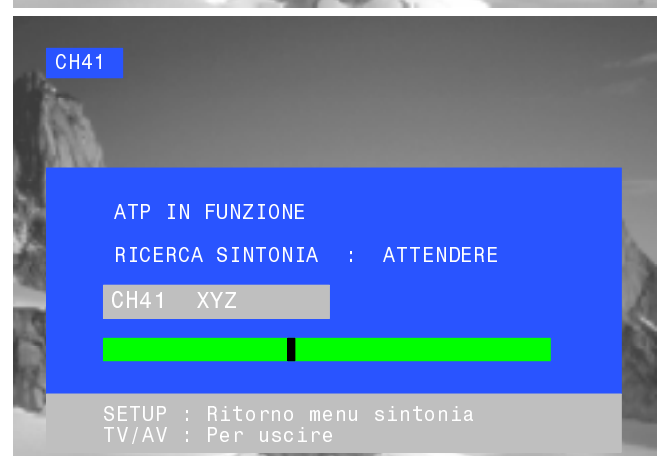 CH41
ATP IN FUNZIONE
RICERCA SINTONIA : ATTENDERE
CH41 XYZ
SETUP : Ritorno menu sintonia
TV/AV : Per uscire